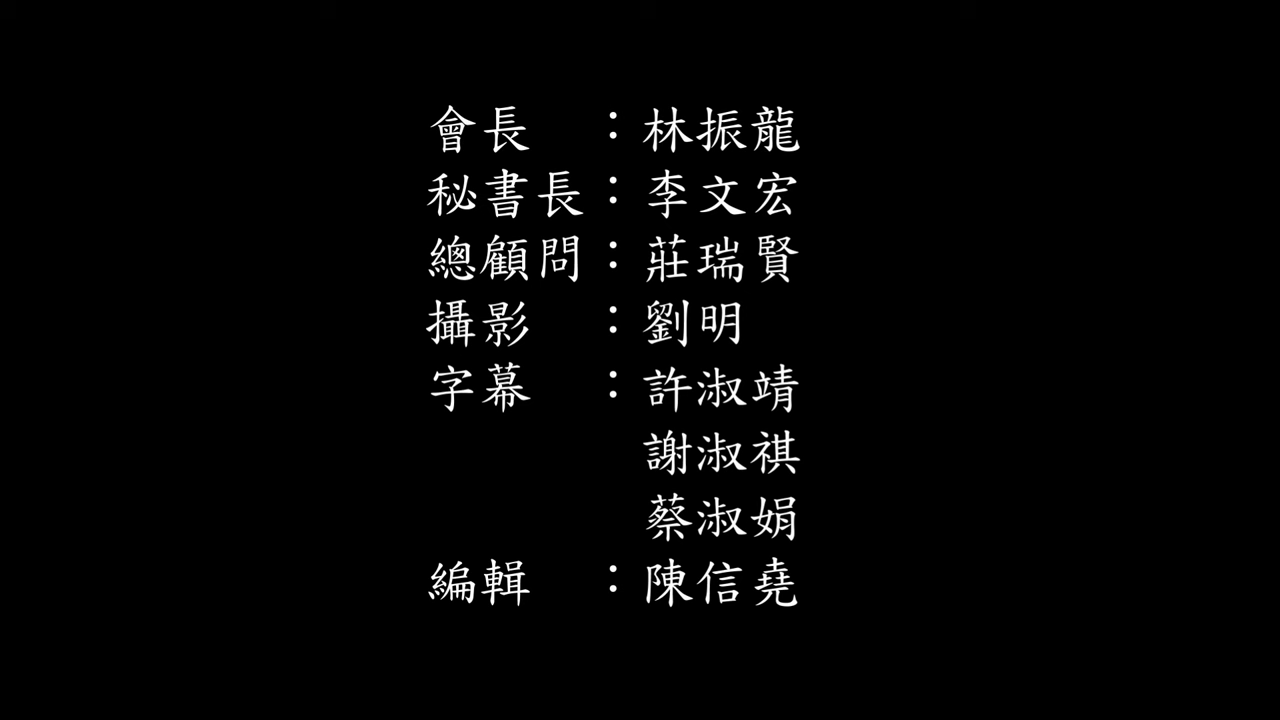 會長　：林振龍
秘書長：李文宏
總顧問：莊瑞賢
攝影　：劉明
字幕　：許淑靖
謝淑祺
蔡淑娟
編輯　：陳信堯